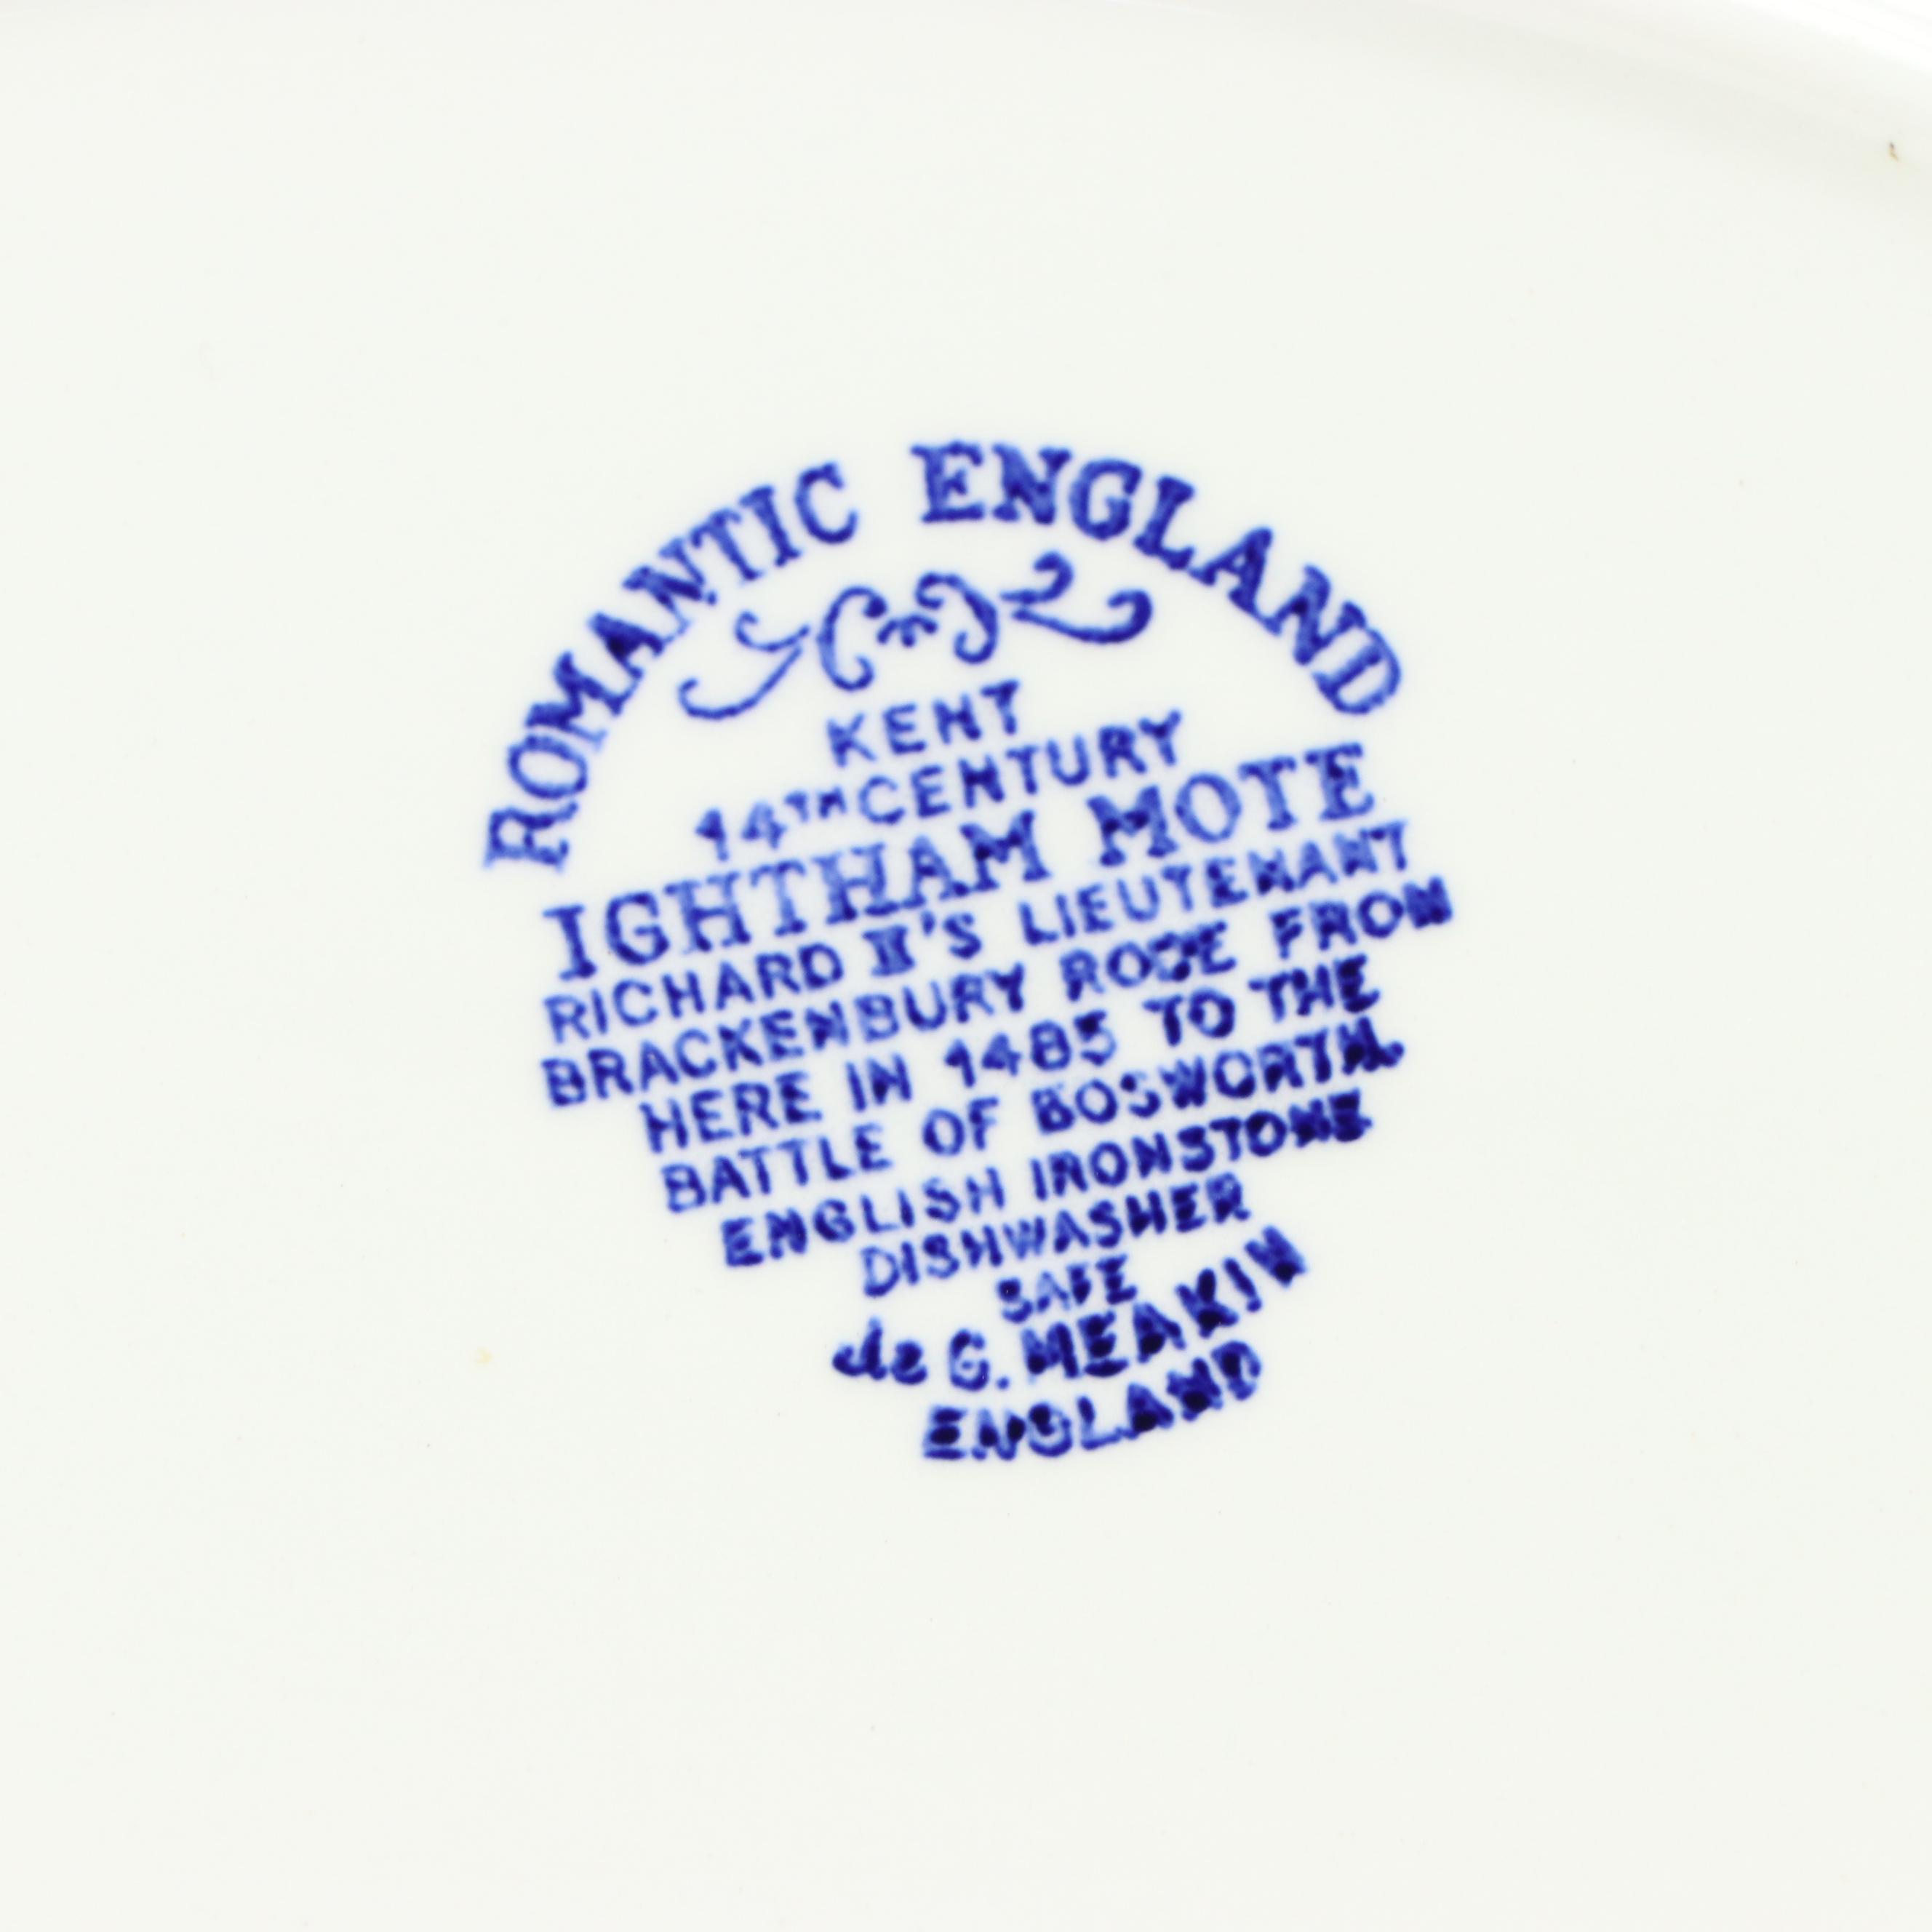 ROMANTIC ENGLAND
KENT
14TH CENTURY
IGHTHAM MOTE
RICHARD III'S LIEUTENANT
BRACKENBURY RODE FROM
HERE IN 1485 TO THE
BATTLE OF BOSWORTH.
ENGLISH IRONSTONE
DISHWASHER
SAFE
J & G. MEAKIN
ENGLAND